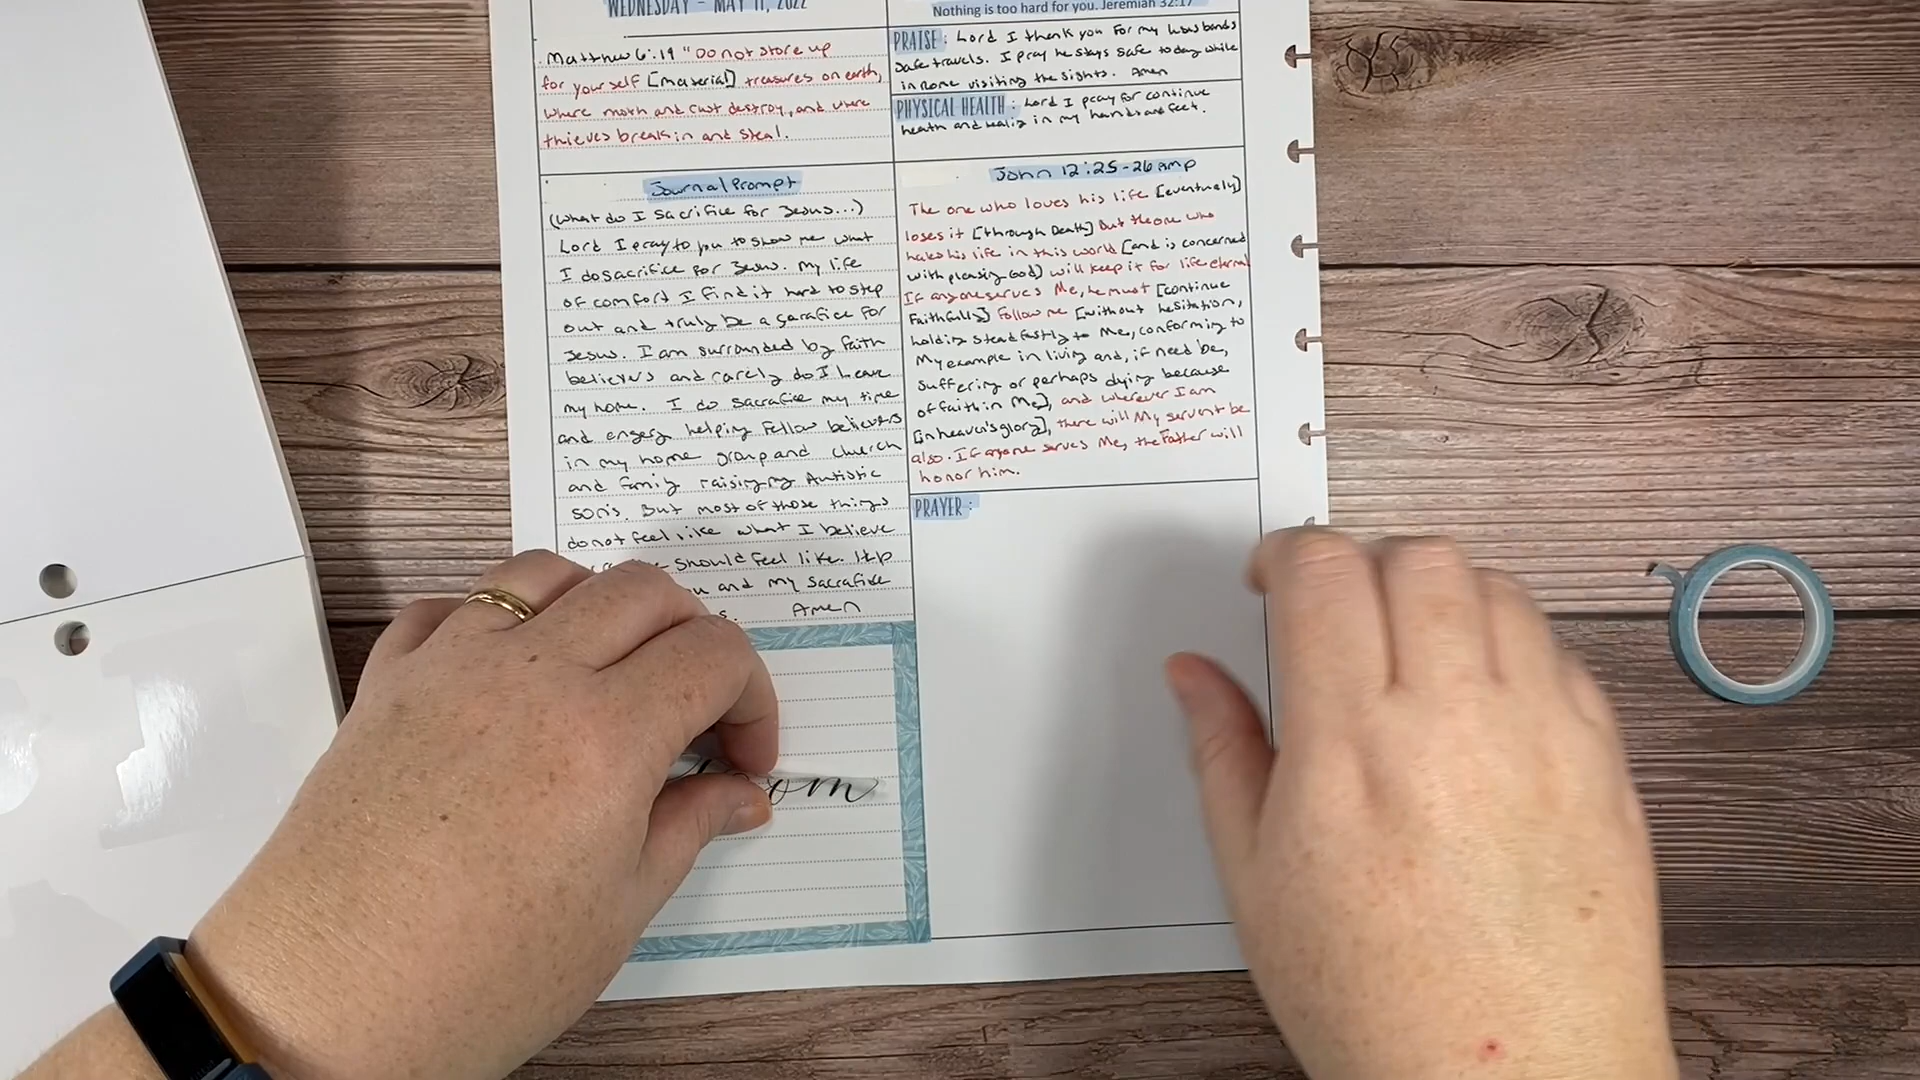 WEDNESDAY - MAY 11, 2022
Matthew 6:19 "Do not store up
for yourself [material] treasures on earth,
where moth and rust destroy, and where
thieves break in and steal.
Journal Prompt
(What do I sacrifice for Jesus...)
Lord I pray to you to show me what
I do sacrifice for Jesus. My life
of comfort I find it hard to step
out and truly be a sacrafice for
Jesus. I am surrounded by faith
believers and rarely do I leave
my home. I do sacrafice my time
and engery helping fellow believers
in my home group and church
and family raising my Autistic
son's. But most of those things
do not feel like what I believe
should feel like. Help
and my sacrafise
s. Amen
om
Nothing is too hard for you. Jeremiah 32:17
PRAISE: Lord I thank you for my husbands
safe travels. I pray he stays safe today while
in Rome visiting the sights. Amen
PHYSICAL HEALTH: Lord I pray for continue
heath and healig in my hands and feet.
John 12:25-26 AMP
The one who loves his life [eventually]
loses it [through Death] But the one who
hates his life in this world [and is concerned
with pleasing God] will keep it for life eternal
If anyone serves Me, he must [continue
Faithfully] follow me [without hesitation,
holding steadfastly to Me, conforming to
My example in living and, if need be,
suffering or perhaps dying because
of faith in Me], and wherever I am
[in heaven's glory], there will My servant be
also. If anyone serves Me, the Father will
honor him.
PRAYER: